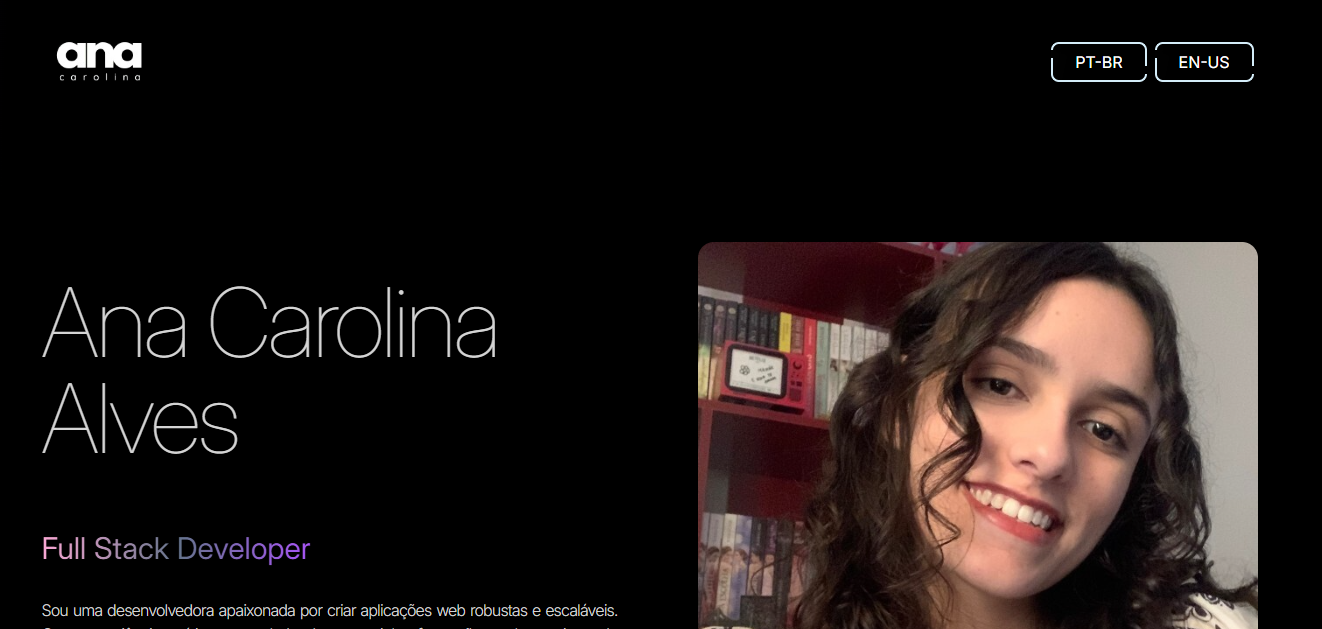 ana
carolina
PT-BR
EN-US
Ana Carolina
Alves
Full Stack Developer
Sou uma desenvolvedora apaixonada por criar aplicações web robustas e escaláveis.